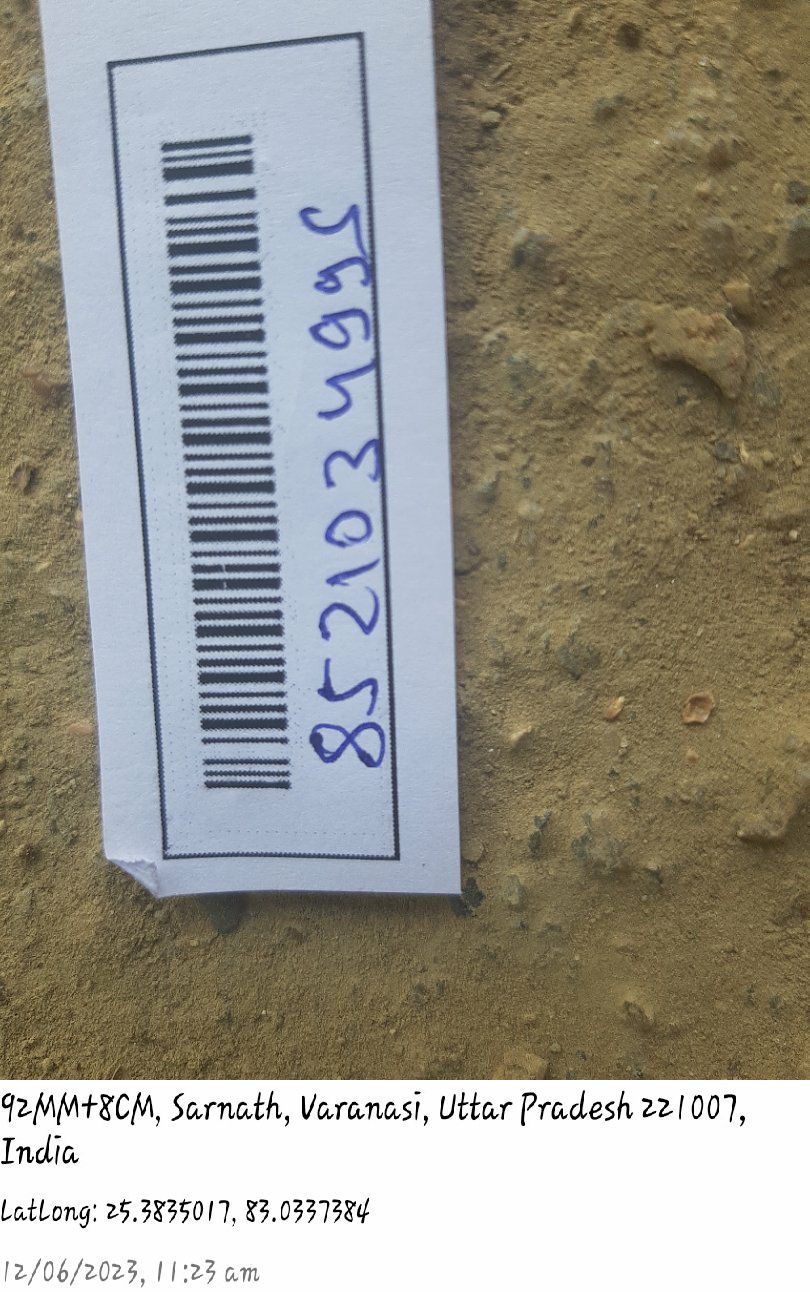 8521034995
92MM+8CM, Sarnath, Varanasi, Uttar Pradesh 221007,
India
LatLong: 25.3835017, 83.0337384
12/06/2023, 11:23 am